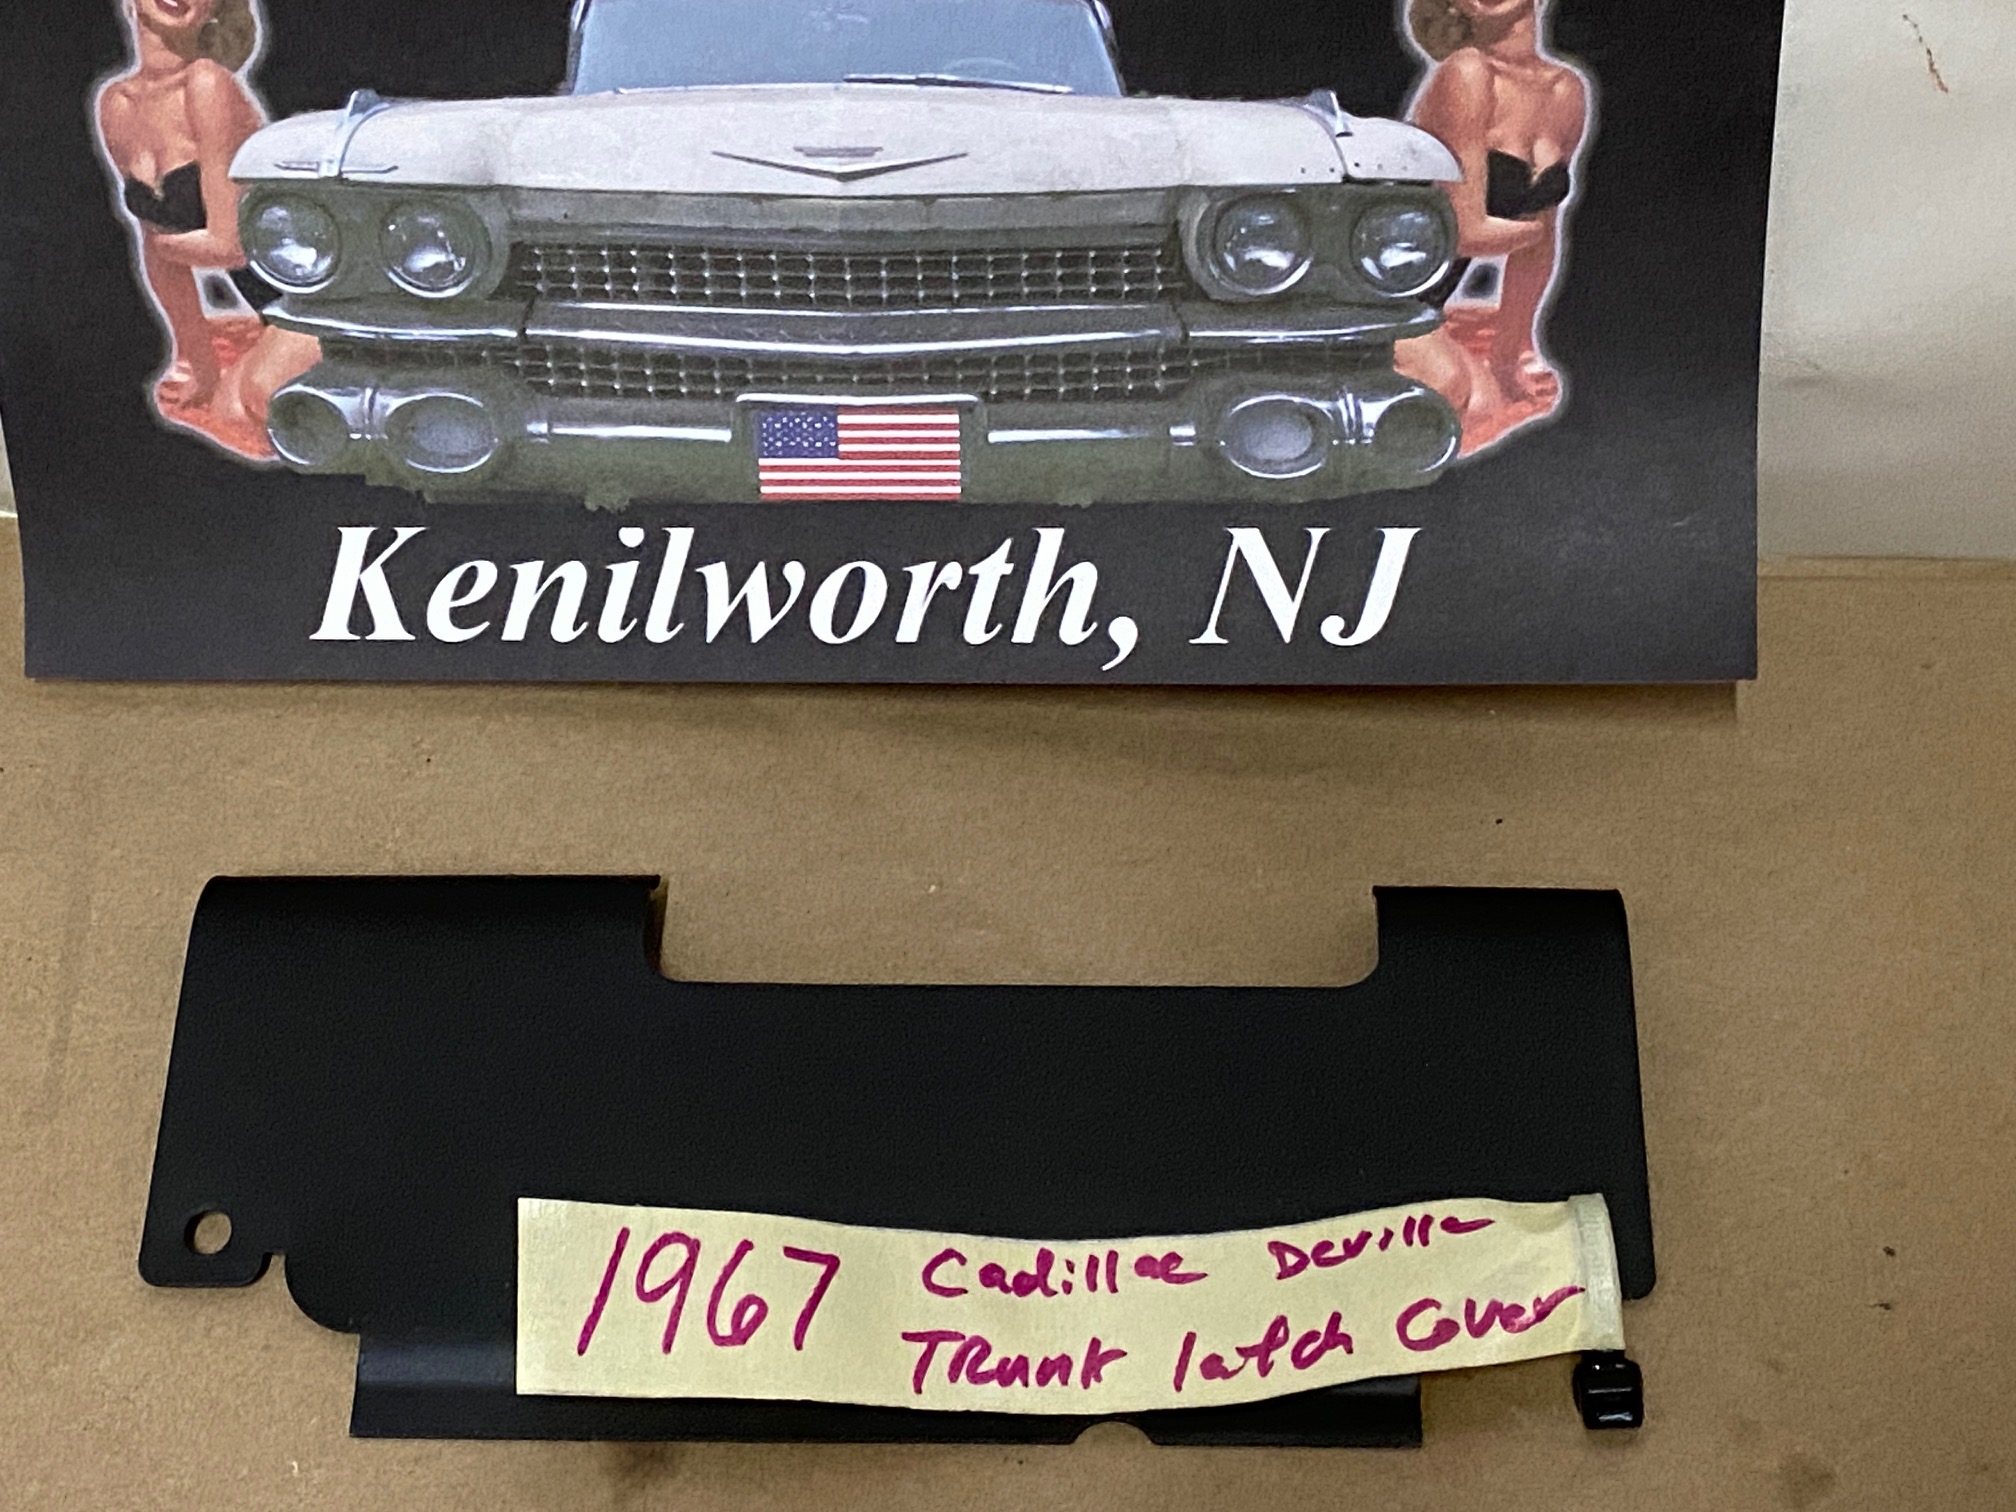 Kenilworth, NJ
1967 Cadillac Deville
Trunk latch Cover